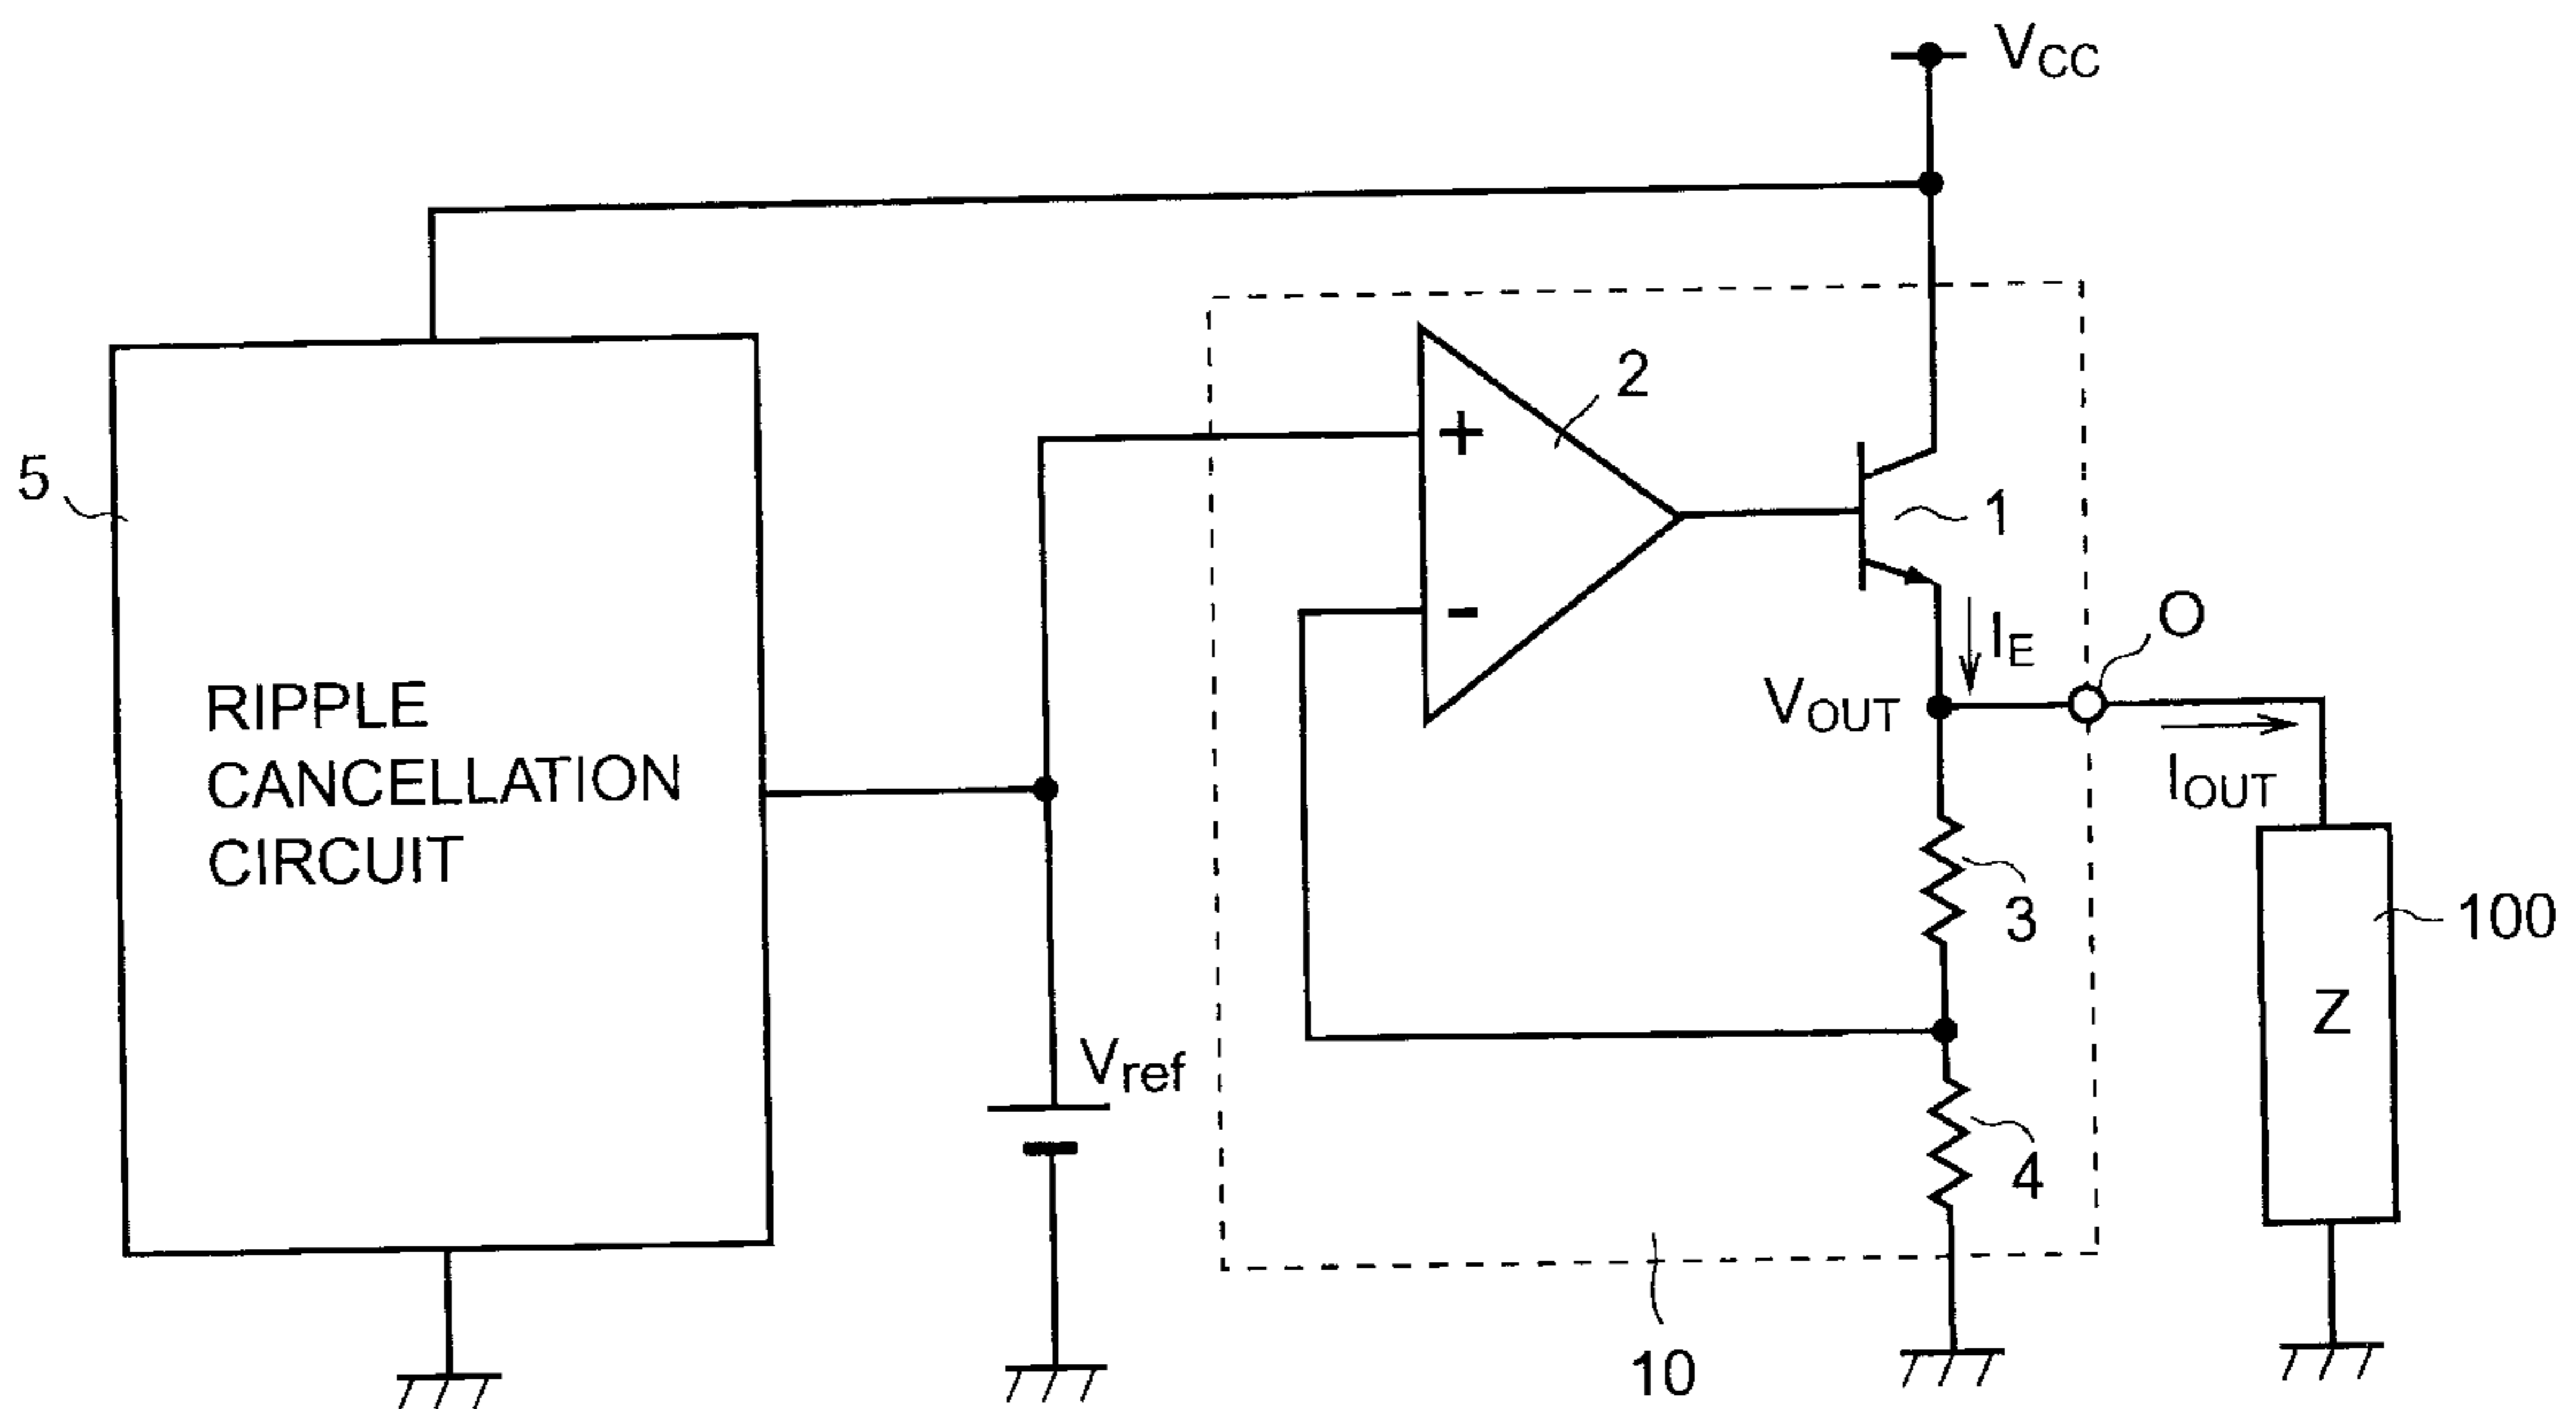 VCC
2
5
+
1
-
O
IE
VOUT
RIPPLE
CANCELLATION
CIRCUIT
IOUT
3
100
Z
Vref
4
10